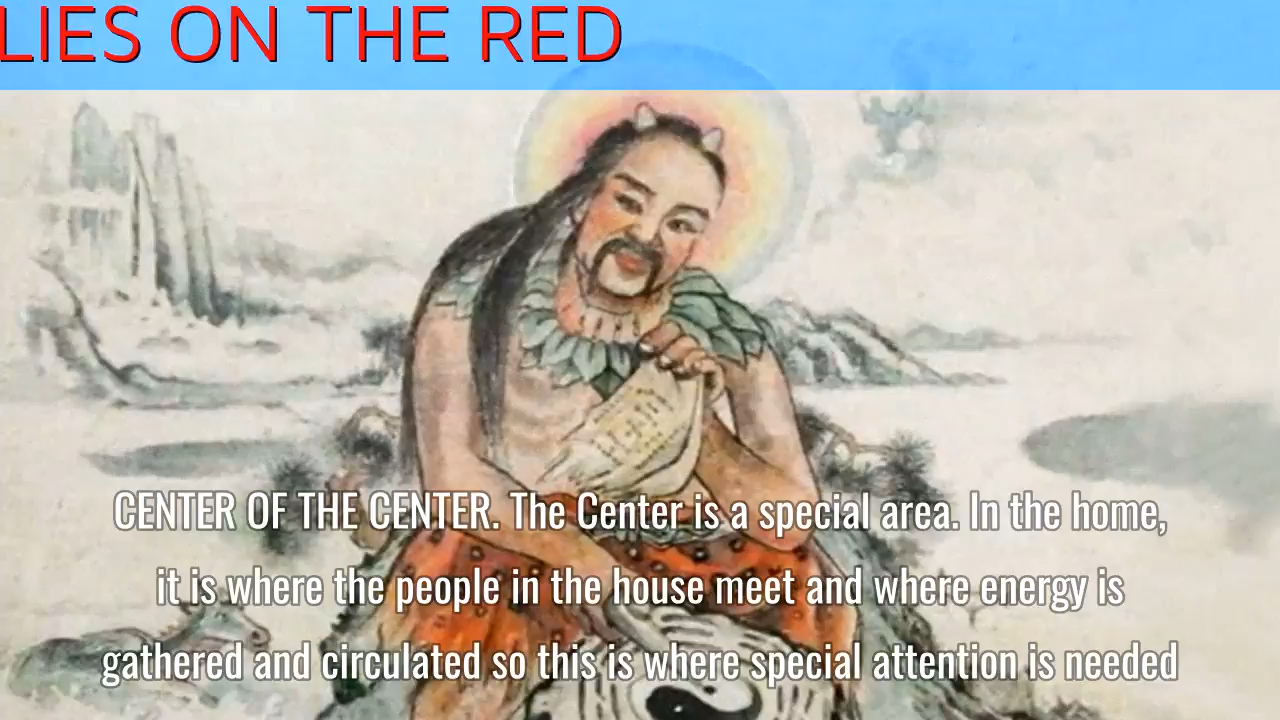 LIES ON THE RED
CENTER OF THE CENTER. The Center is a special area. In the home,
it is where the people in the house meet and where energy is
gathered and circulated so this is where special attention is needed